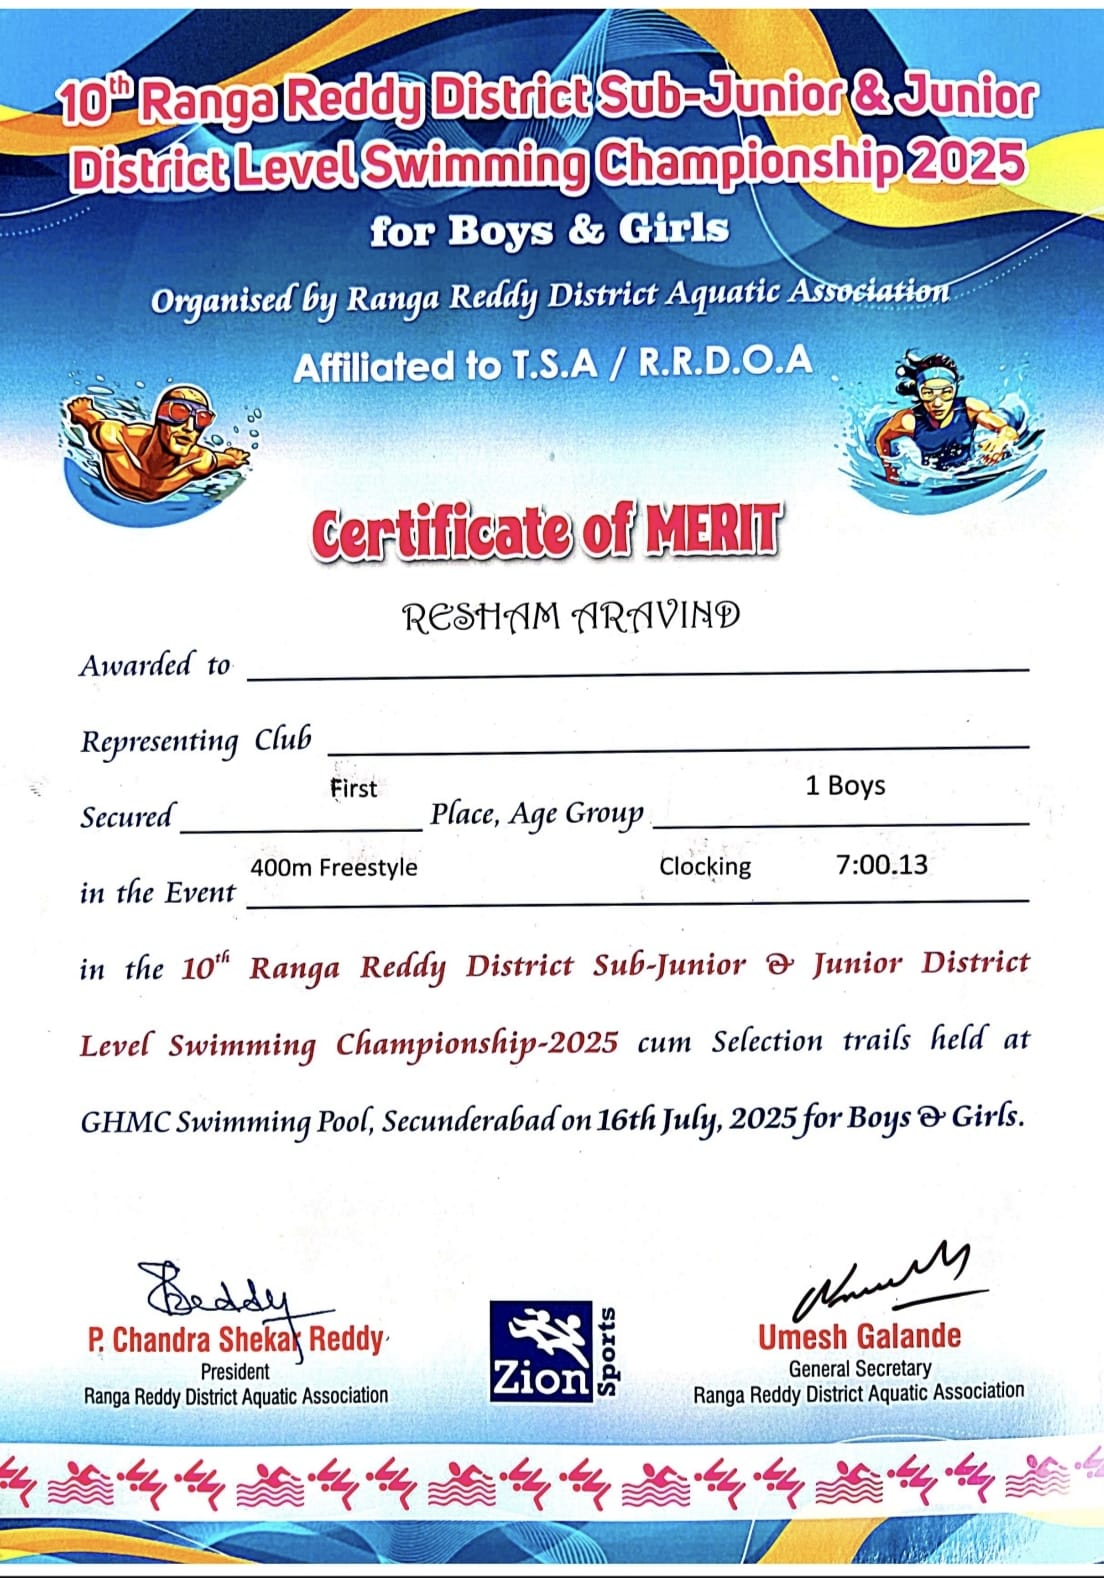 10th Ranga Reddy District Sub-Junior & Junior
District Level Swimming Championship 2025
for Boys & Girls
Organised by Ranga Reddy District Aquatic Association
Affiliated to T.S.A / R.R.D.O.A
Certificate of MERIT
RESHAM ARAVIND
Awarded to
Representing Club
First 1 Boys
Secured Place, Age Group
400m Freestyle Clocking 7:00.13
in the Event
in the 10th Ranga Reddy District Sub-Junior & Junior District
Level Swimming Championship-2025 cum Selection trails held at
GHMC Swimming Pool, Secunderabad on 16th July, 2025 for Boys & Girls.
Reddy
P. Chandra Shekar Reddy
President
Ranga Reddy District Aquatic Association
Zion Sports
Umesh Galande
General Secretary
Ranga Reddy District Aquatic Association